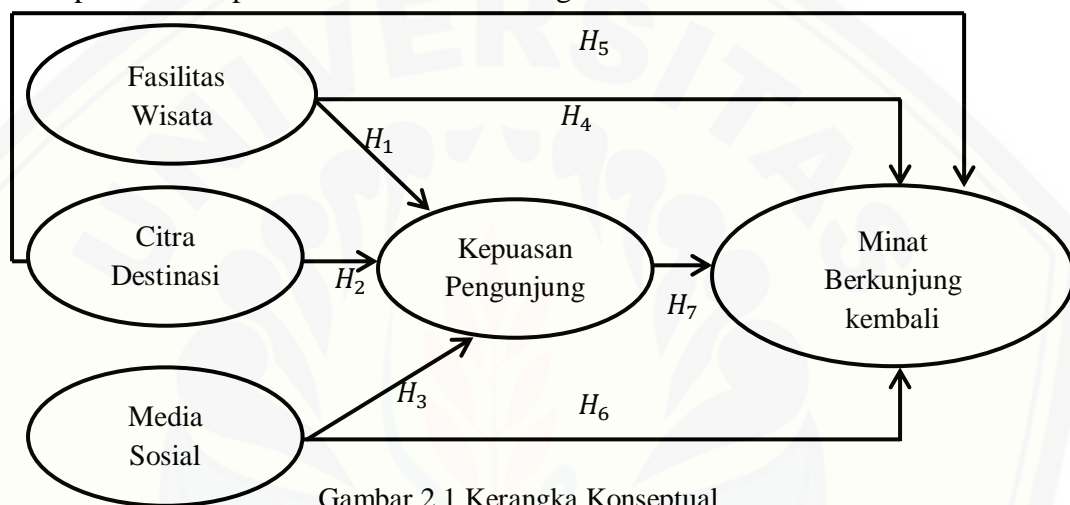 H₅
Fasilitas
Wisata
H₄
H₁
Citra
Destinasi
H₂
Kepuasan
Pengunjung
H₇
Minat
Berkunjung
kembali
H₃
H₆
Media
Sosial
Gambar 2.1 Kerangka Konseptual
UNIVERSITAS